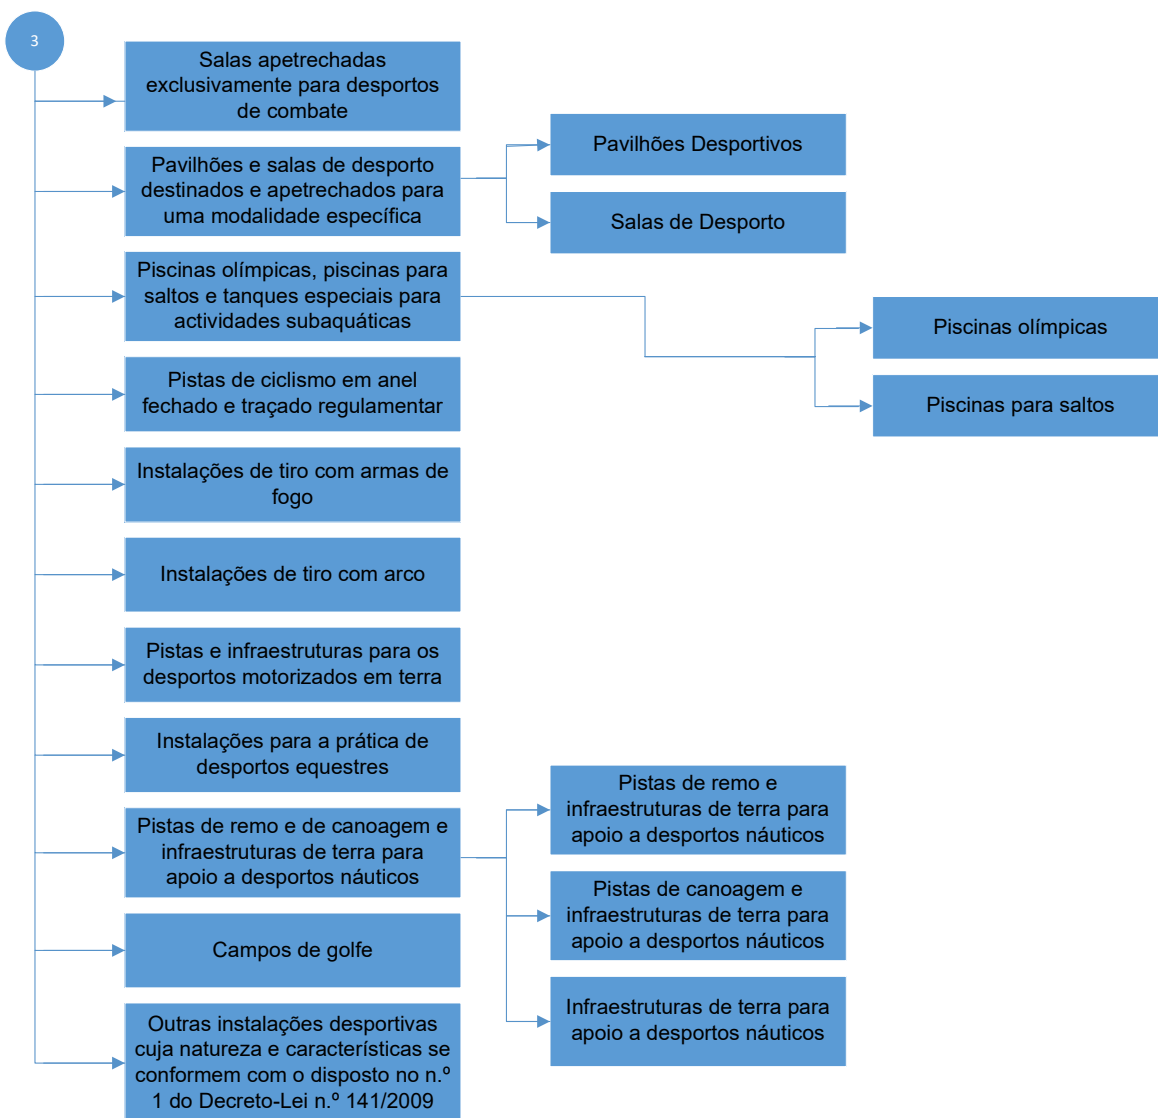 3
Salas apetrechadas
exclusivamente para desportos
de combate
Pavilhões e salas de desporto
destinados e apetrechados para
uma modalidade específica
Pavilhões Desportivos
Salas de Desporto
Piscinas olímpicas, piscinas para
saltos e tanques especiais para
actividades subaquáticas
Piscinas olímpicas
Piscinas para saltos
Pistas de ciclismo em anel
fechado e traçado regulamentar
Instalações de tiro com armas de
fogo
Instalações de tiro com arco
Pistas e infraestruturas para os
desportos motorizados em terra
Instalações para a prática de
desportos equestres
Pistas de remo e de canoagem e
infraestruturas de terra para
apoio a desportos náuticos
Pistas de remo e
infraestruturas de terra para
apoio a desportos náuticos
Pistas de canoagem e
infraestruturas de terra para
apoio a desportos náuticos
Infraestruturas de terra para
apoio a desportos náuticos
Campos de golfe
Outras instalações desportivas
cuja natureza e características se
conformem com o disposto no n.º
1 do Decreto-Lei n.º 141/2009